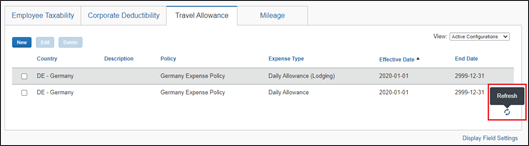 Employee Taxability Corporate Deductibility Travel Allowance Mileage
View: Active Configurations
New Edit Delete
Country Description Policy Expense Type Effective Date End Date
DE - Germany Germany Expense Policy Daily Allowance (Lodging) 2020-01-01 2999-12-31
DE - Germany Germany Expense Policy Daily Allowance 2020-01-01 2999-12-31
Refresh
Display Field Settings